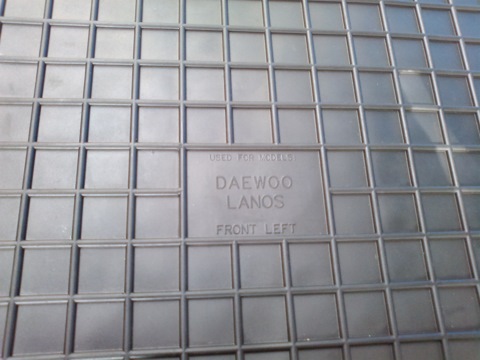 USED FOR MODELS:
DAEWOO
LANOS
FRONT LEFT